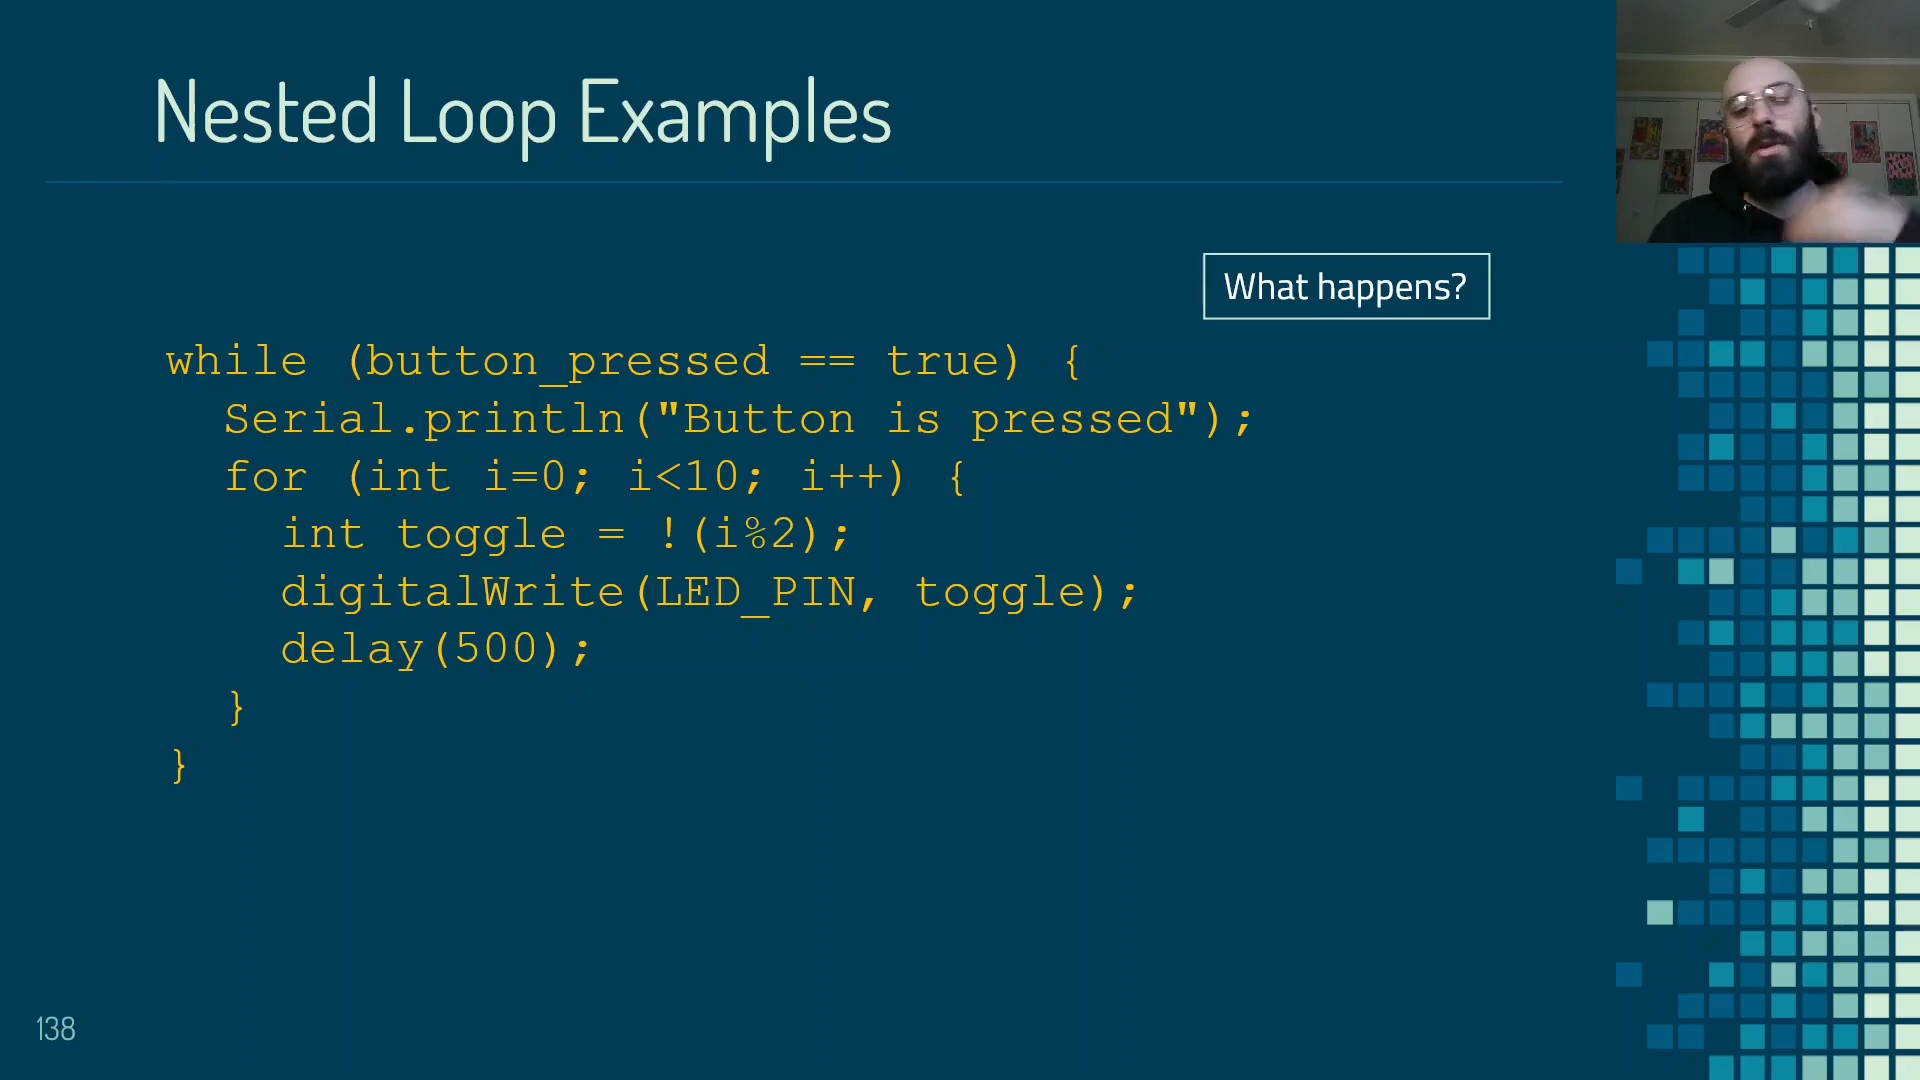 Nested Loop Examples
What happens?
while (button_pressed == true) {
  Serial.println("Button is pressed");
  for (int i=0; i<10; i++) {
    int toggle = !(i%2);
    digitalWrite(LED_PIN, toggle);
    delay(500);
  }
}
138